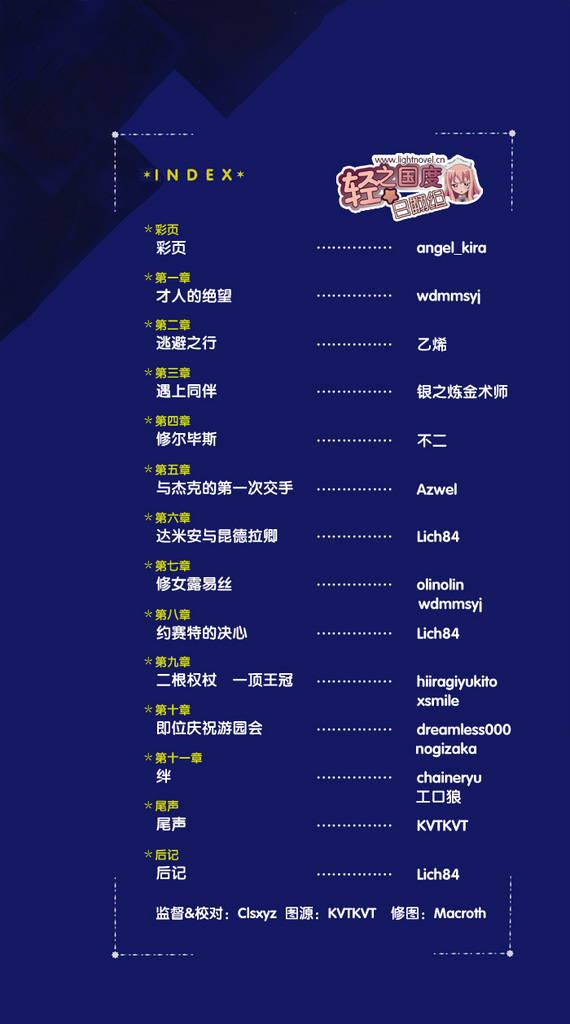 www.lightnovel.cn
轻之国度
日翻组
*INDEX*
*彩页
彩页 ··············· angel_kira
*第一章
才人的绝望 ··············· wdmmsyj
*第二章
逃避之行 ··············· 乙烯
*第三章
遇上同伴 ··············· 银之炼金术师
*第四章
修尔毕斯 ··············· 不二
*第五章
与杰克的第一次交手 ··············· Azwel
*第六章
达米安与昆德拉卿 ··············· Lich84
*第七章
修女露易丝 ··············· olinolin
wdmmsyj
*第八章
约赛特的决心 ··············· Lich84
*第九章
二根权杖 一顶王冠 ··············· hiiragiyukito
xsmile
*第十章
即位庆祝游园会 ··············· dreamless000
nogizaka
*第十一章
绊 ··············· chaineryu
工口狼
*尾声
尾声 ··············· KVTKVT
*后记
后记 ··············· Lich84
监督&校对：Clsxyz 图源：KVTKVT 修图：Macroth